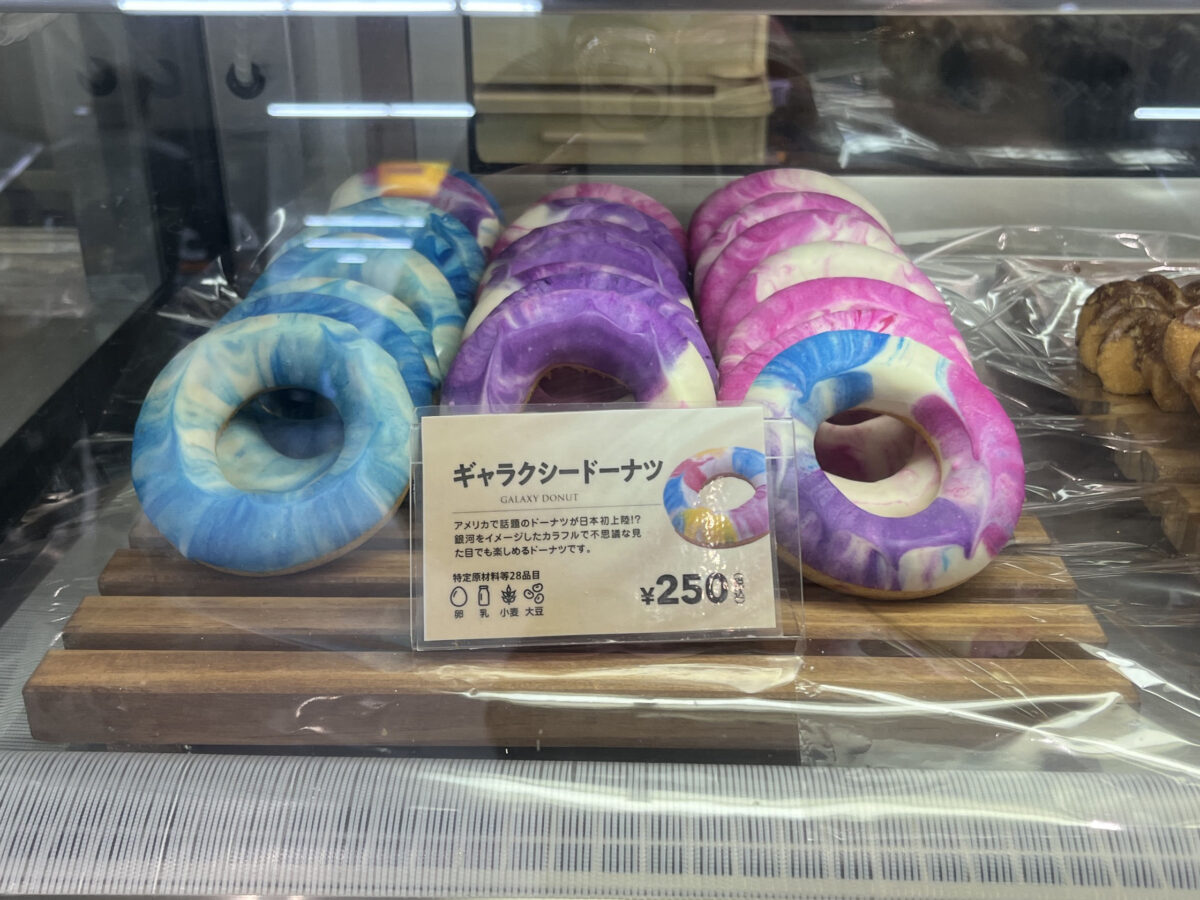 ギャラクシードーナツ
GALAXY DONUT
アメリカで話題のドーナツが日本初上陸!?
銀河をイメージしたカラフルで不思議な見
た目でも楽しめるドーナツです。
特定原材料等28品目
卵 乳 小麦 大豆
¥250(税込)